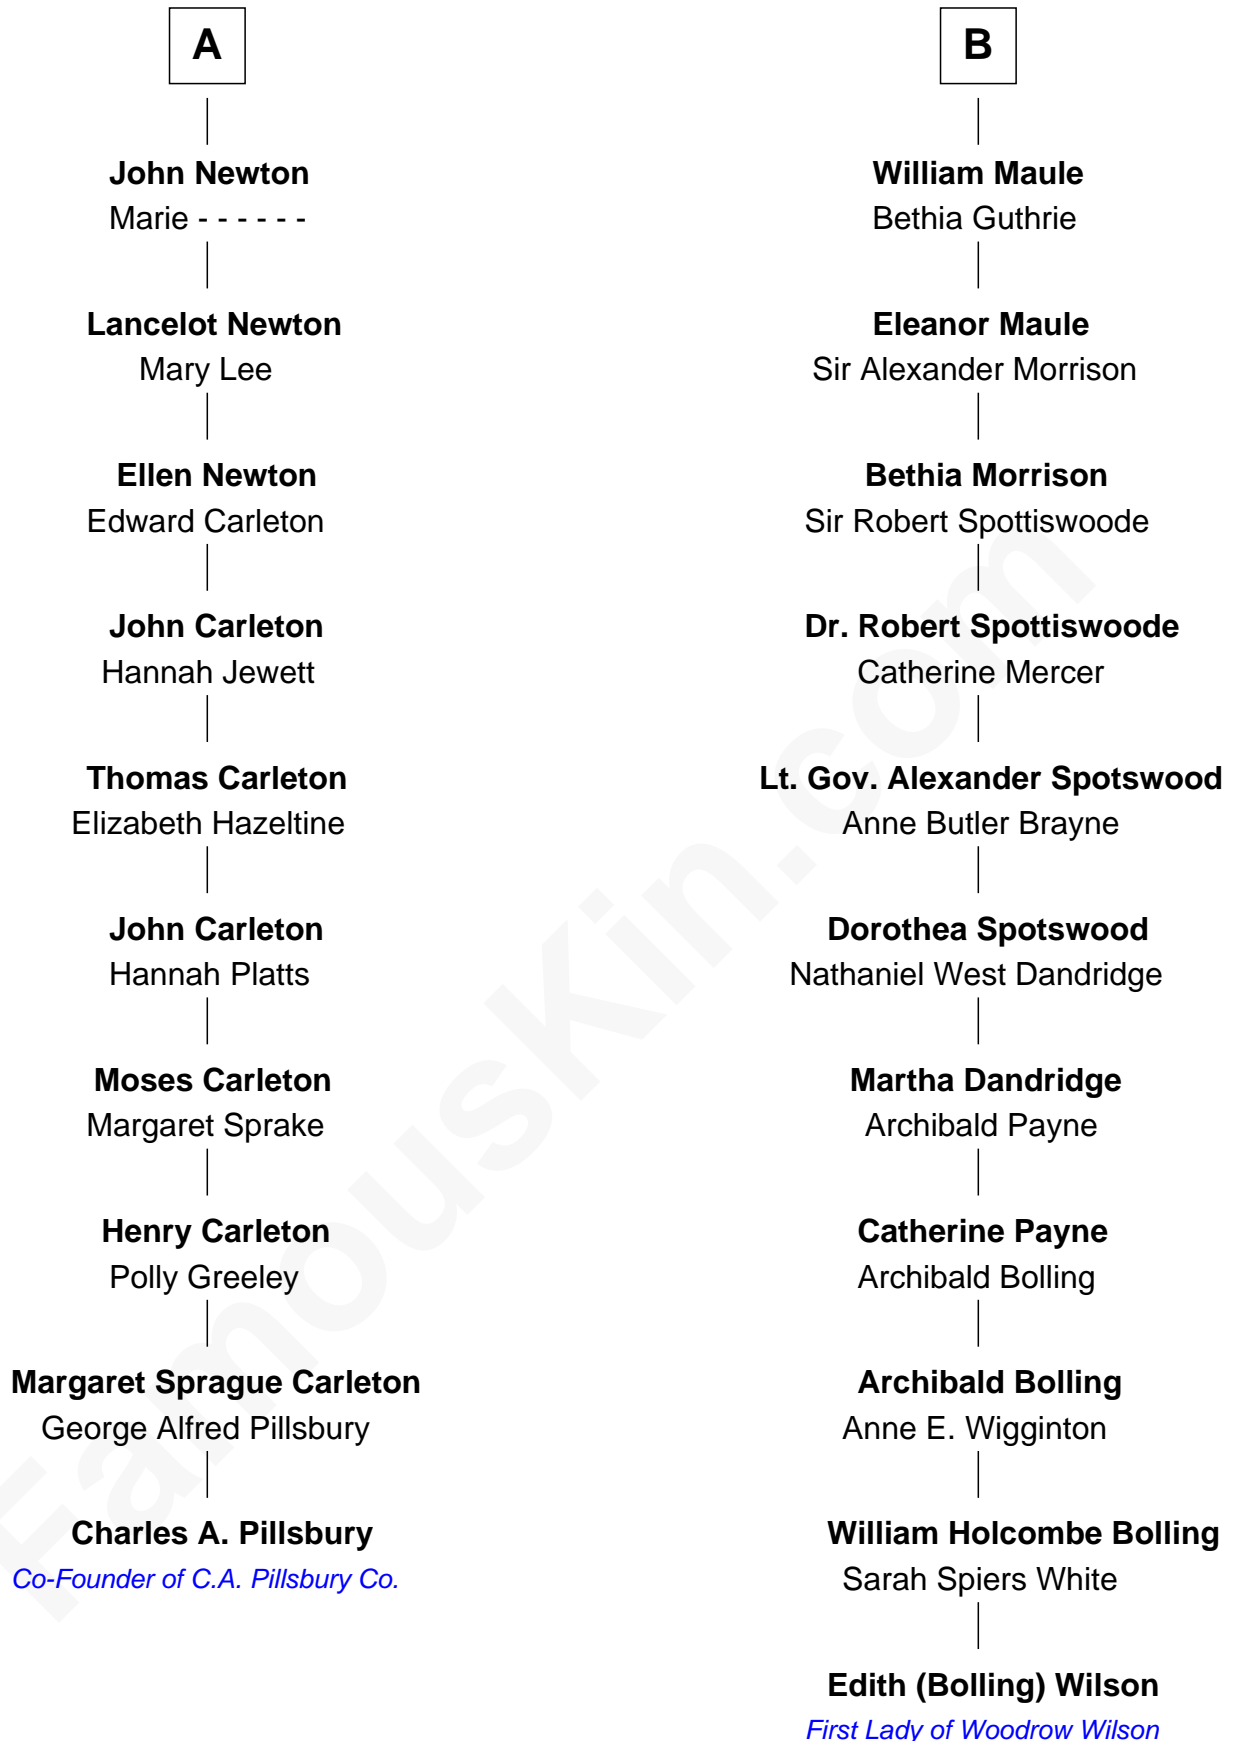 A
John Newton
Marie - - - - - -
Lancelot Newton
Mary Lee
Ellen Newton
Edward Carleton
John Carleton
Hannah Jewett
Thomas Carleton
Elizabeth Hazeltine
John Carleton
Hannah Platts
Moses Carleton
Margaret Sprake
Henry Carleton
Polly Greeley
Margaret Sprague Carleton
George Alfred Pillsbury
Charles A. Pillsbury
Co-Founder of C.A. Pillsbury Co.
B
William Maule
Bethia Guthrie
Eleanor Maule
Sir Alexander Morrison
Bethia Morrison
Sir Robert Spottiswoode
Dr. Robert Spottiswoode
Catherine Mercer
Lt. Gov. Alexander Spotswood
Anne Butler Brayne
Dorothea Spotswood
Nathaniel West Dandridge
Martha Dandridge
Archibald Payne
Catherine Payne
Archibald Bolling
Archibald Bolling
Anne E. Wigginton
William Holcombe Bolling
Sarah Spiers White
Edith (Bolling) Wilson
First Lady of Woodrow Wilson
FamousKin.com